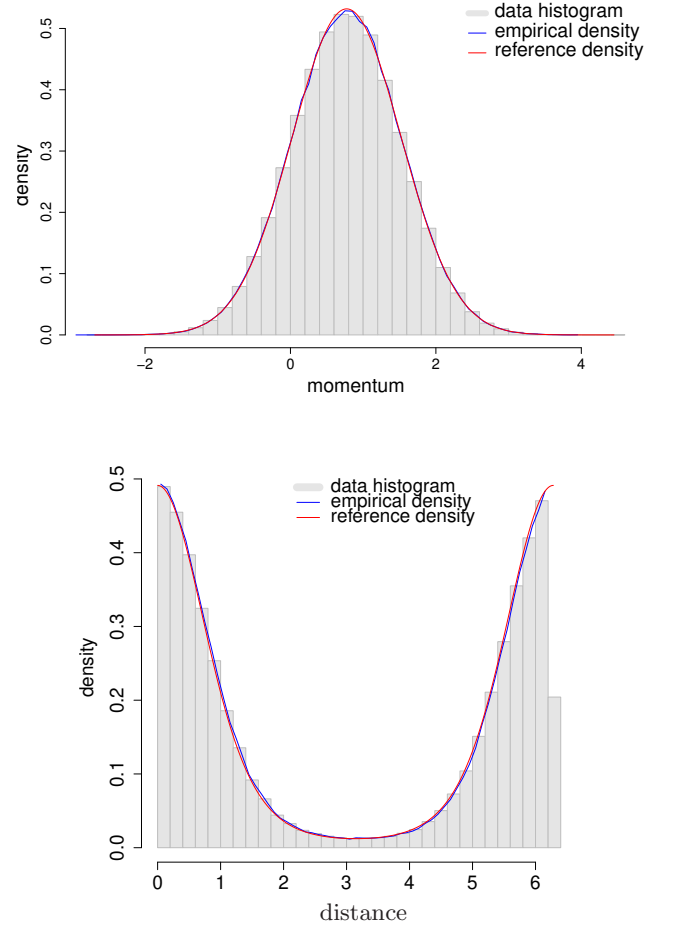 data histogram
empirical density
reference density
density
0.0
0.1
0.2
0.3
0.4
0.5
−2
0
2
4
momentum
data histogram
empirical density
reference density
density
0.0
0.1
0.2
0.3
0.4
0.5
0
1
2
3
4
5
6
distance